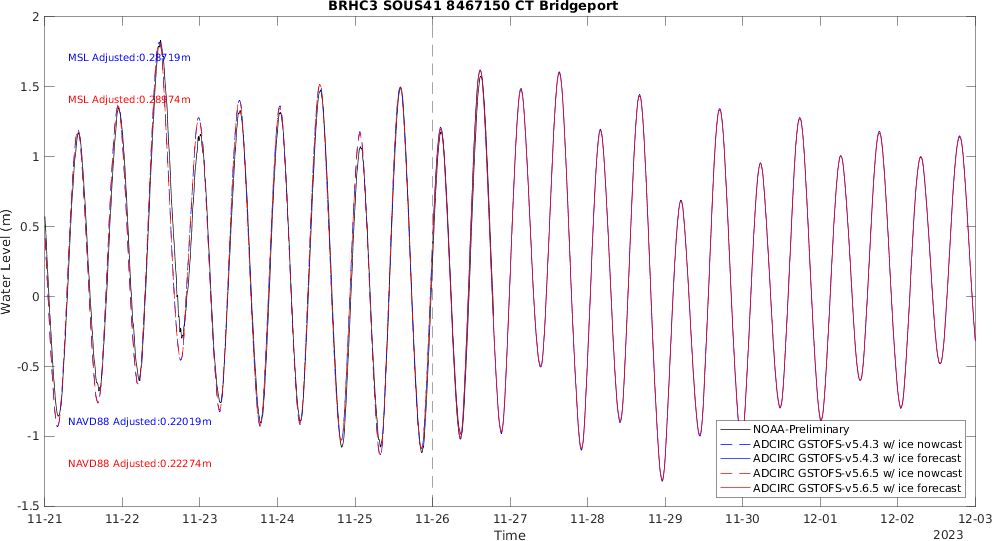 BRHC3 SOUS41 8467150 CT Bridgeport
Water Level (m)
2
1.5
1
0.5
0
-0.5
-1
-1.5
MSL Adjusted:0.28719m
MSL Adjusted:0.28974m
NAVD88 Adjusted:0.22019m
NAVD88 Adjusted:0.22274m
NOAA-Preliminary
ADCIRC GSTOFS-v5.4.3 w/ ice nowcast
ADCIRC GSTOFS-v5.4.3 w/ ice forecast
ADCIRC GSTOFS-v5.6.5 w/ ice nowcast
ADCIRC GSTOFS-v5.6.5 w/ ice forecast
11-21 11-22 11-23 11-24 11-25 11-26 11-27 11-28 11-29 11-30 12-01 12-02 12-03
Time
2023